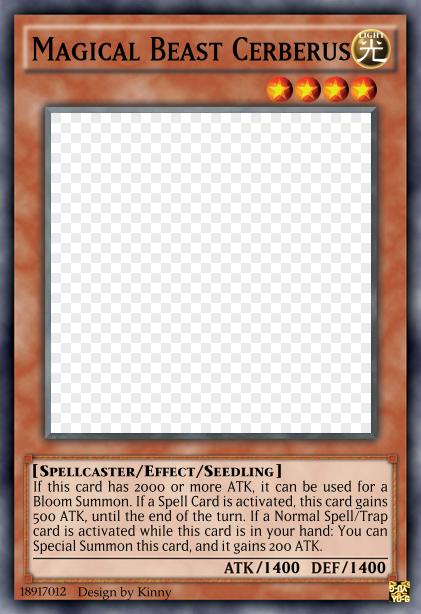 Magical Beast Cerberus
LIGHT
光
[Spellcaster/Effect/Seedling]
If this card has 2000 or more ATK, it can be used for a
Bloom Summon. If a Spell Card is activated, this card gains
500 ATK, until the end of the turn. If a Normal Spell/Trap
card is activated while this card is in your hand: You can
Special Summon this card, and it gains 200 ATK.
ATK/1400 DEF/1400
18917012 Design by Kinny